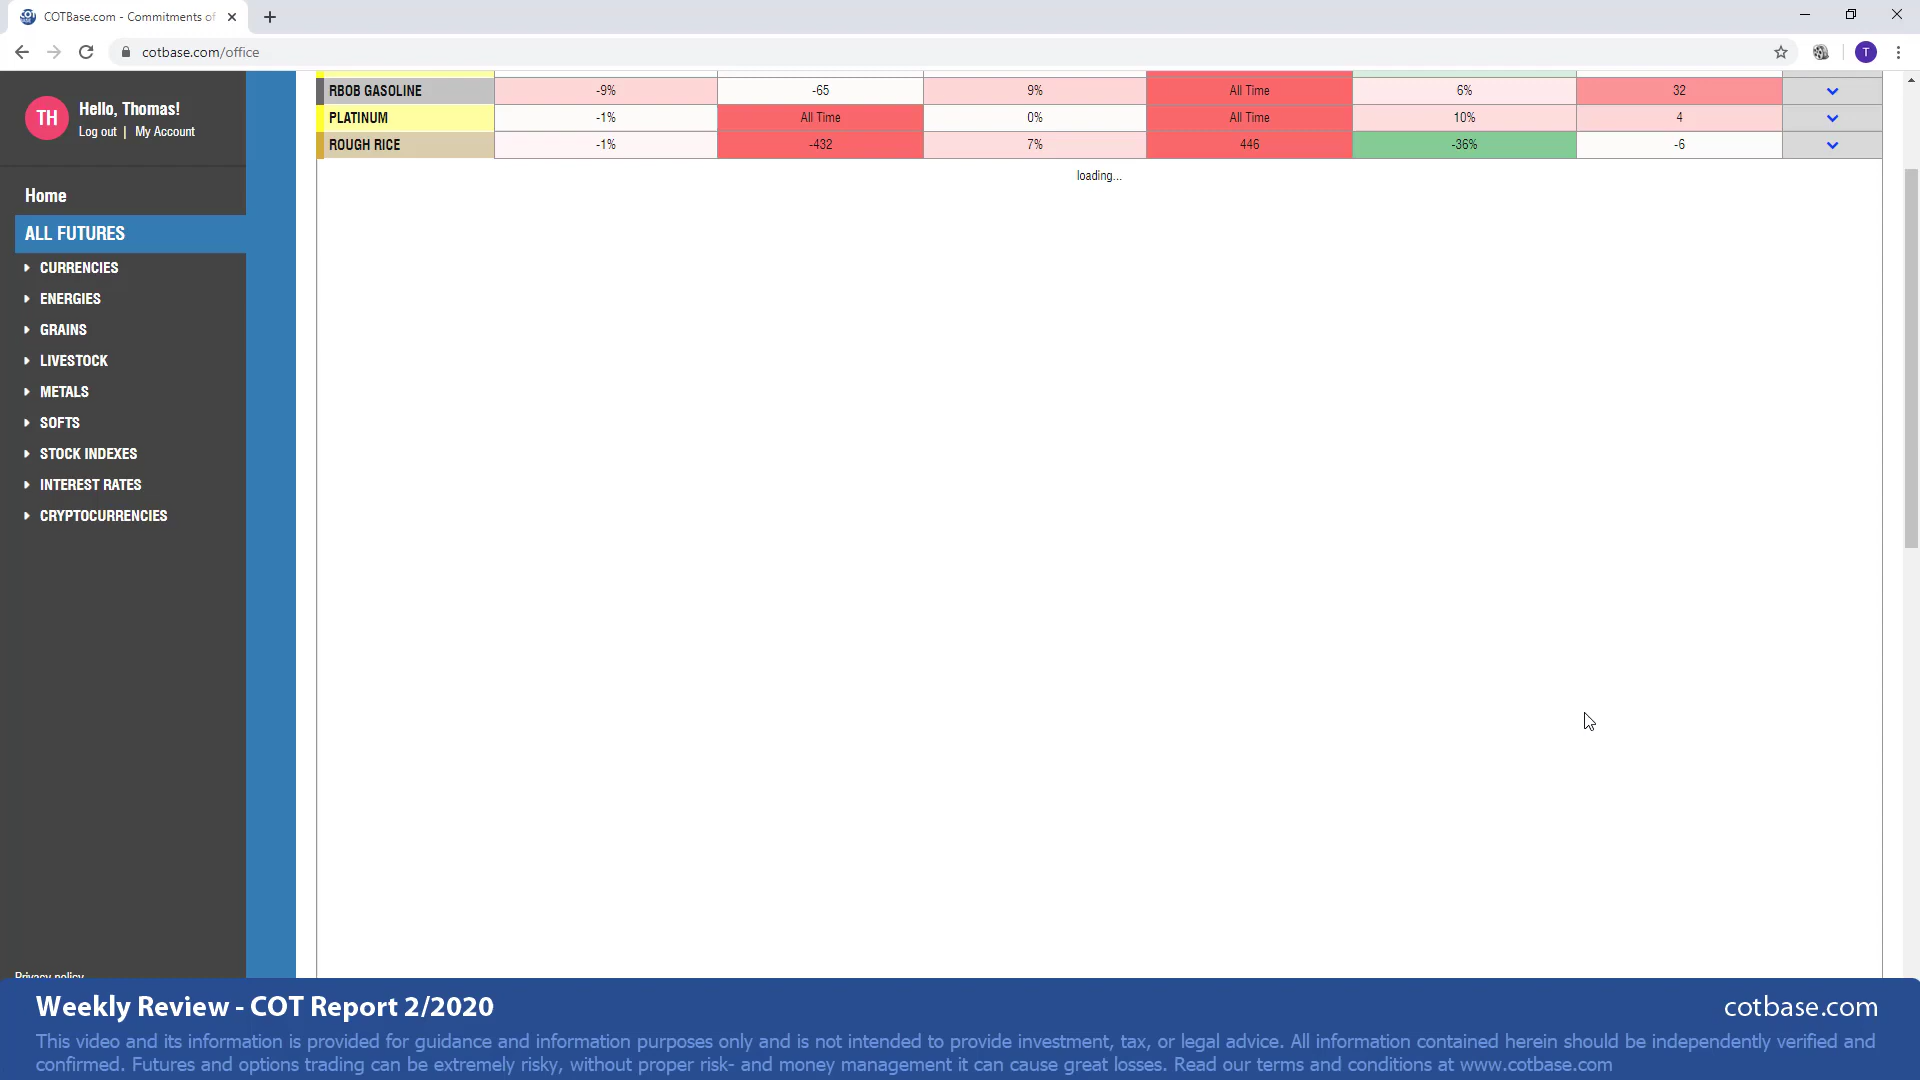 COTBase.com - Commitments of
cotbase.com/office
T
TH
Hello, Thomas!
Log out | My Account
Home
ALL FUTURES
CURRENCIES
ENERGIES
GRAINS
LIVESTOCK
METALS
SOFTS
STOCK INDEXES
INTEREST RATES
CRYPTOCURRENCIES
Privacy policy
RBOB GASOLINE -9% -65 9% All Time 6% 32
PLATINUM -1% All Time 0% All Time 10% 4
ROUGH RICE -1% -432 7% 446 -36% -6
loading...
Weekly Review - COT Report 2/2020
cotbase.com
This video and its information is provided for guidance and information purposes only and is not intended to provide investment, tax, or legal advice. All information contained herein should be independently verified and
confirmed. Futures and options trading can be extremely risky, without proper risk- and money management it can cause great losses. Read our terms and conditions at www.cotbase.com